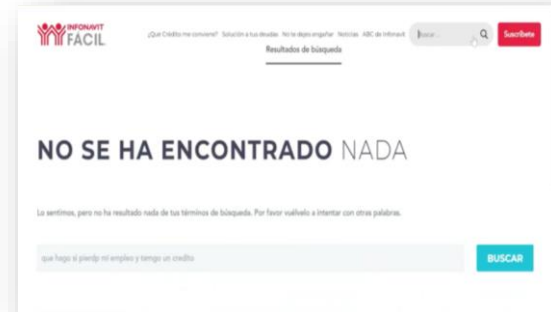 INFONAVIT
FÁCIL
¿Que Crédito me conviene? Solución a tus deudas No te dejes engañar Noticias ABC de Infonavit Buscar... Suscríbete
Resultados de búsqueda
NO SE HA ENCONTRADO NADA
Lo sentimos, pero no ha resultado nada de tus términos de búsqueda. Por favor vuélvelo a intentar con otras palabras.
que hago si pierdp mi empleo y tengo un credito BUSCAR